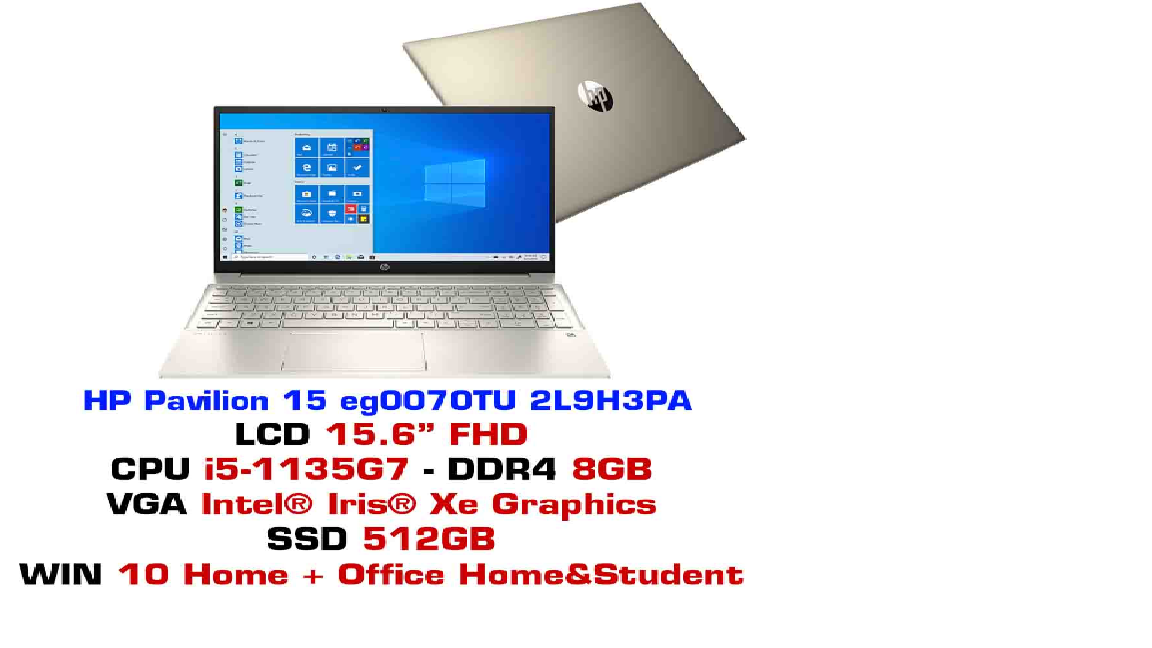 hp
HP Pavilion 15 eg0070TU 2L9H3PA
LCD 15.6” FHD
CPU i5-1135G7 - DDR4 8GB
VGA Intel® Iris® Xe Graphics
SSD 512GB
WIN 10 Home + Office Home&Student